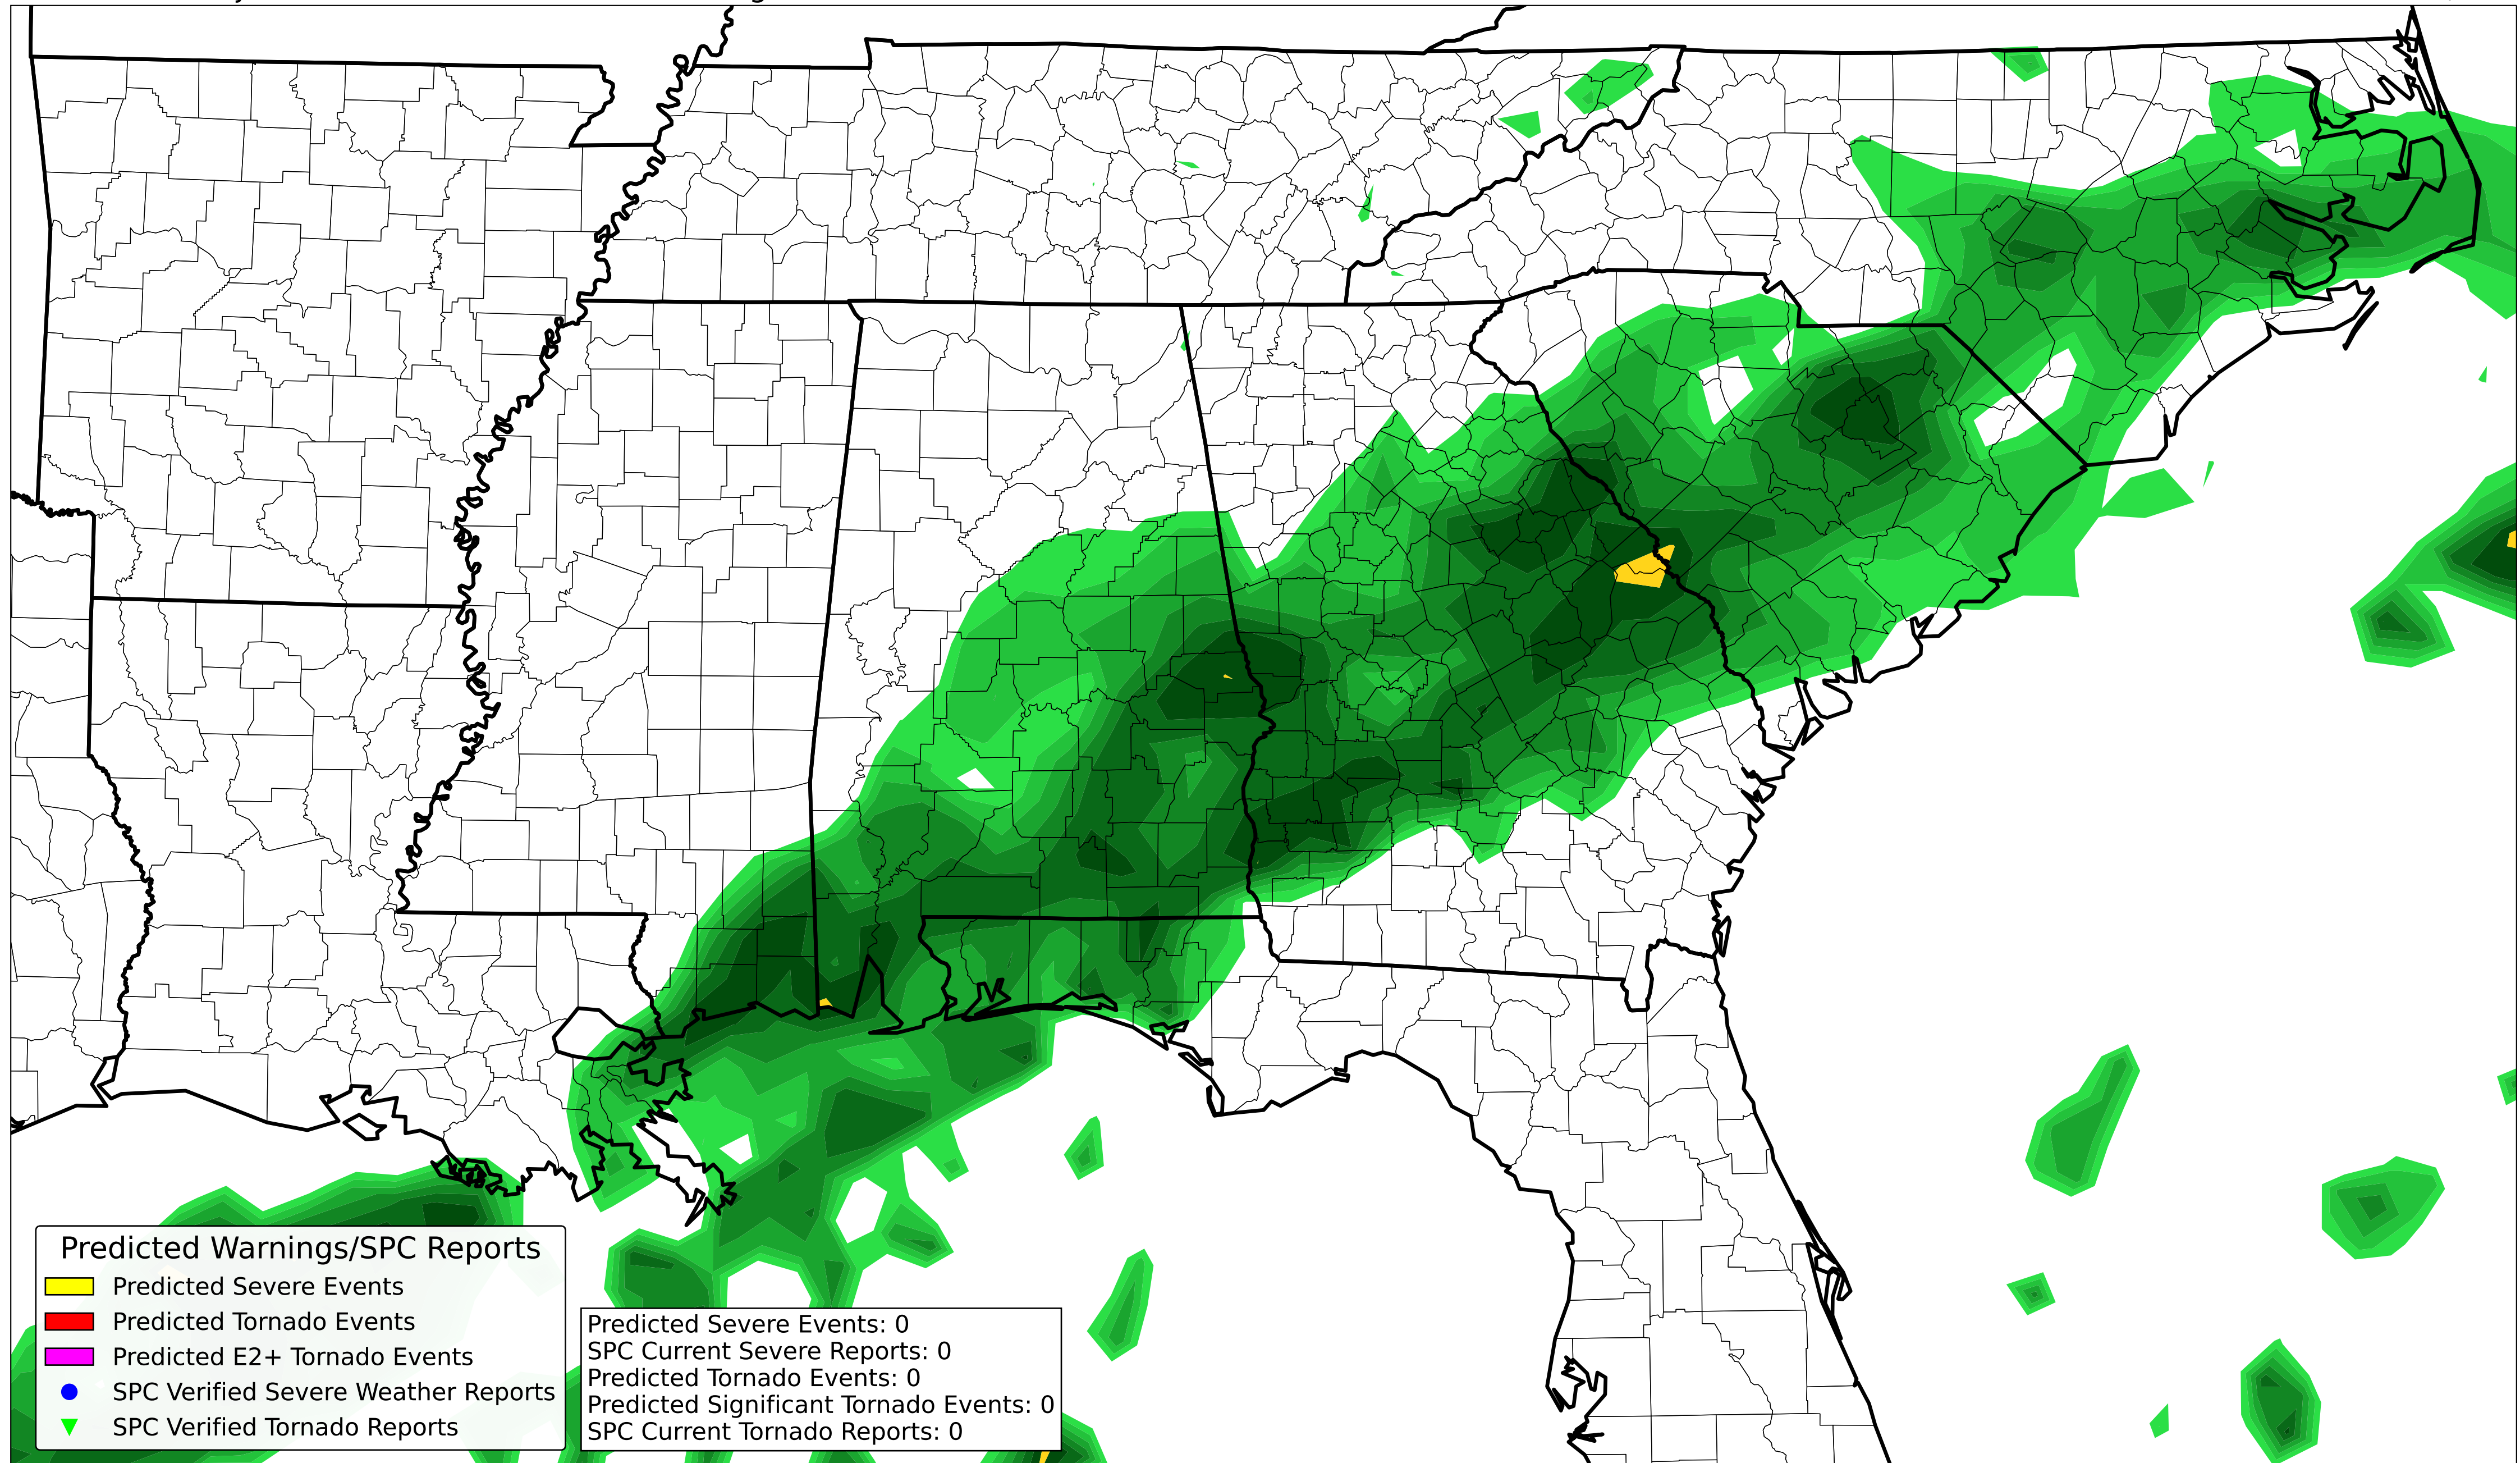 Predicted Warnings/SPC Reports
Predicted Severe Events
Predicted Tornado Events
Predicted E2+ Tornado Events
SPC Verified Severe Weather Reports
SPC Verified Tornado Reports
Predicted Severe Events: 0
SPC Current Severe Reports: 0
Predicted Tornado Events: 0
Predicted Significant Tornado Events: 0
SPC Current Tornado Reports: 0